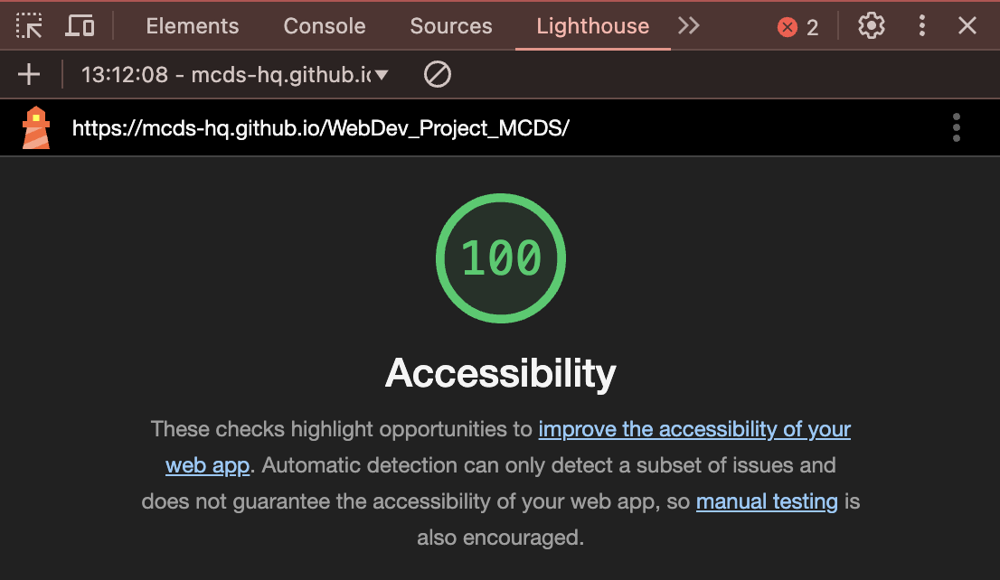 Elements Console Sources Lighthouse 2
13:12:08 - mcds-hq.github.io
https://mcds-hq.github.io/WebDev_Project_MCDS/
100
Accessibility
These checks highlight opportunities to improve the accessibility of your
web app. Automatic detection can only detect a subset of issues and
does not guarantee the accessibility of your web app, so manual testing is
also encouraged.